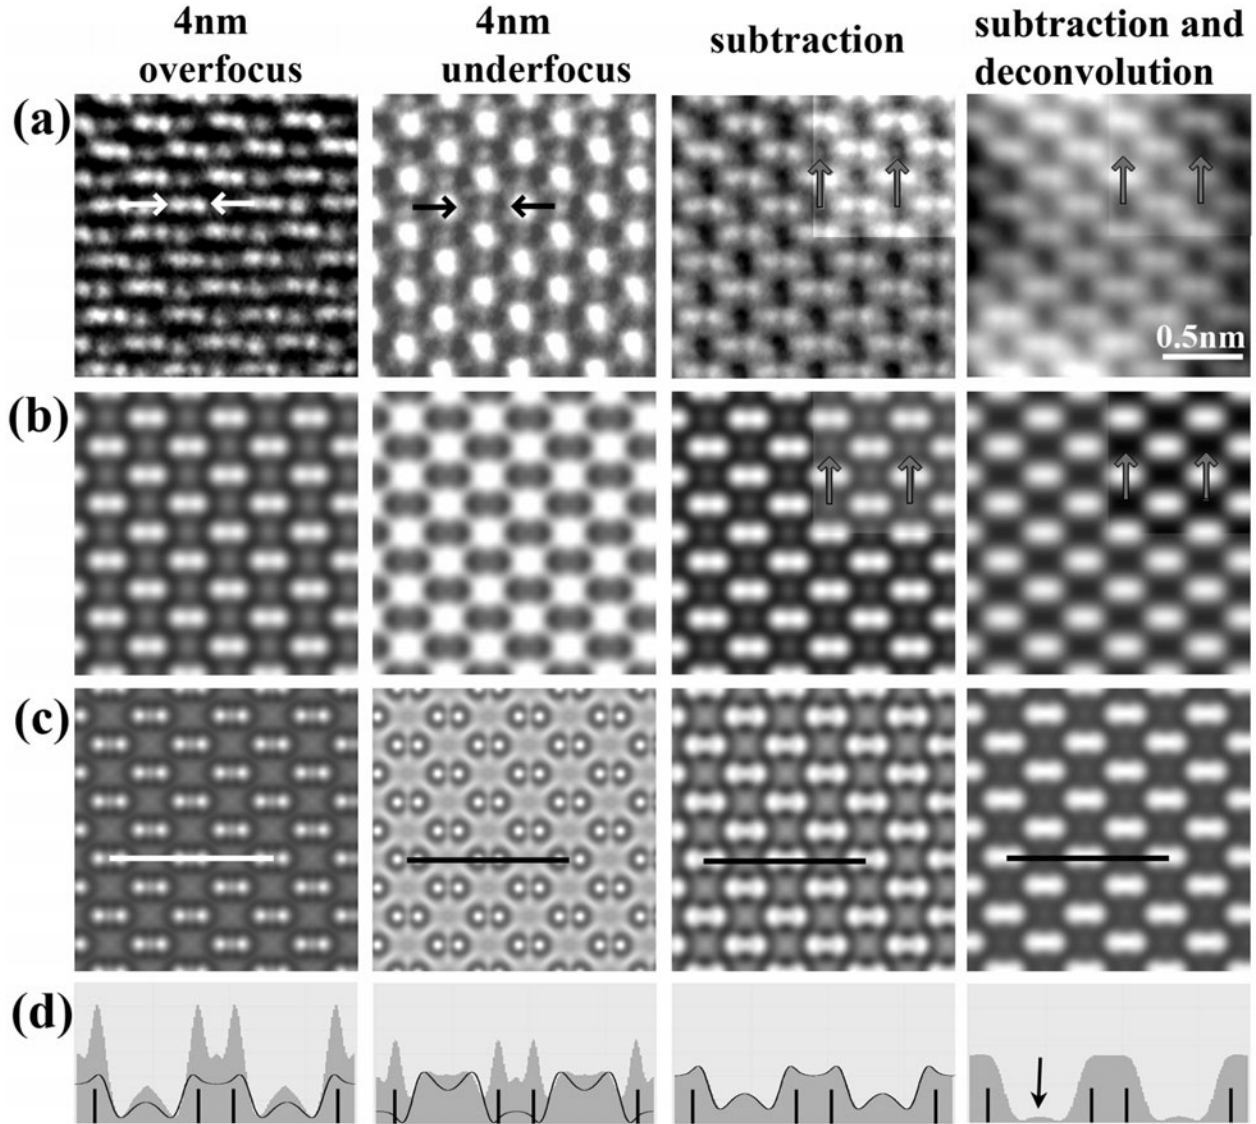 4nm
overfocus
4nm
underfocus
subtraction
subtraction and
deconvolution
(a)
0.5nm
(b)
(c)
(d)